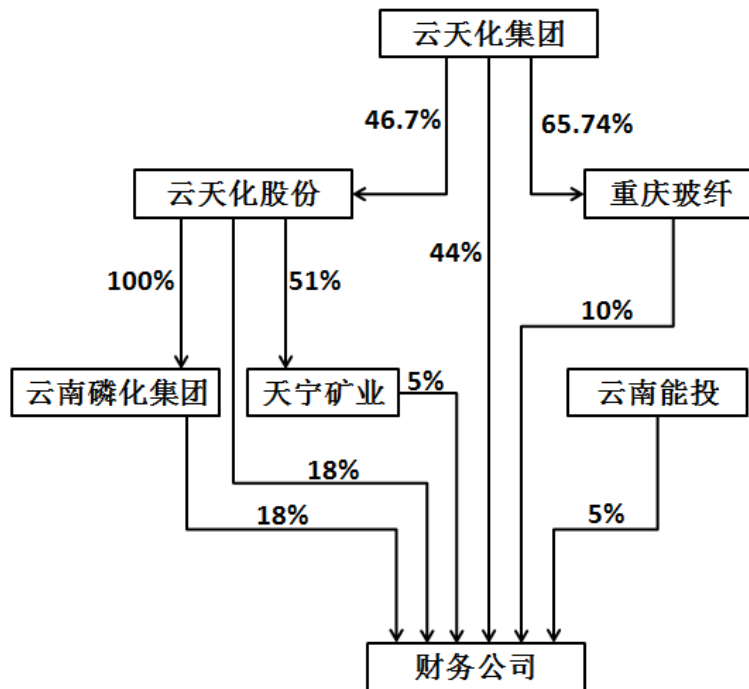 云天化集团
46.7%
65.74%
云天化股份
重庆玻纤
100%
51%
44%
10%
云南磷化集团
天宁矿业
5%
云南能投
18%
18%
5%
财务公司